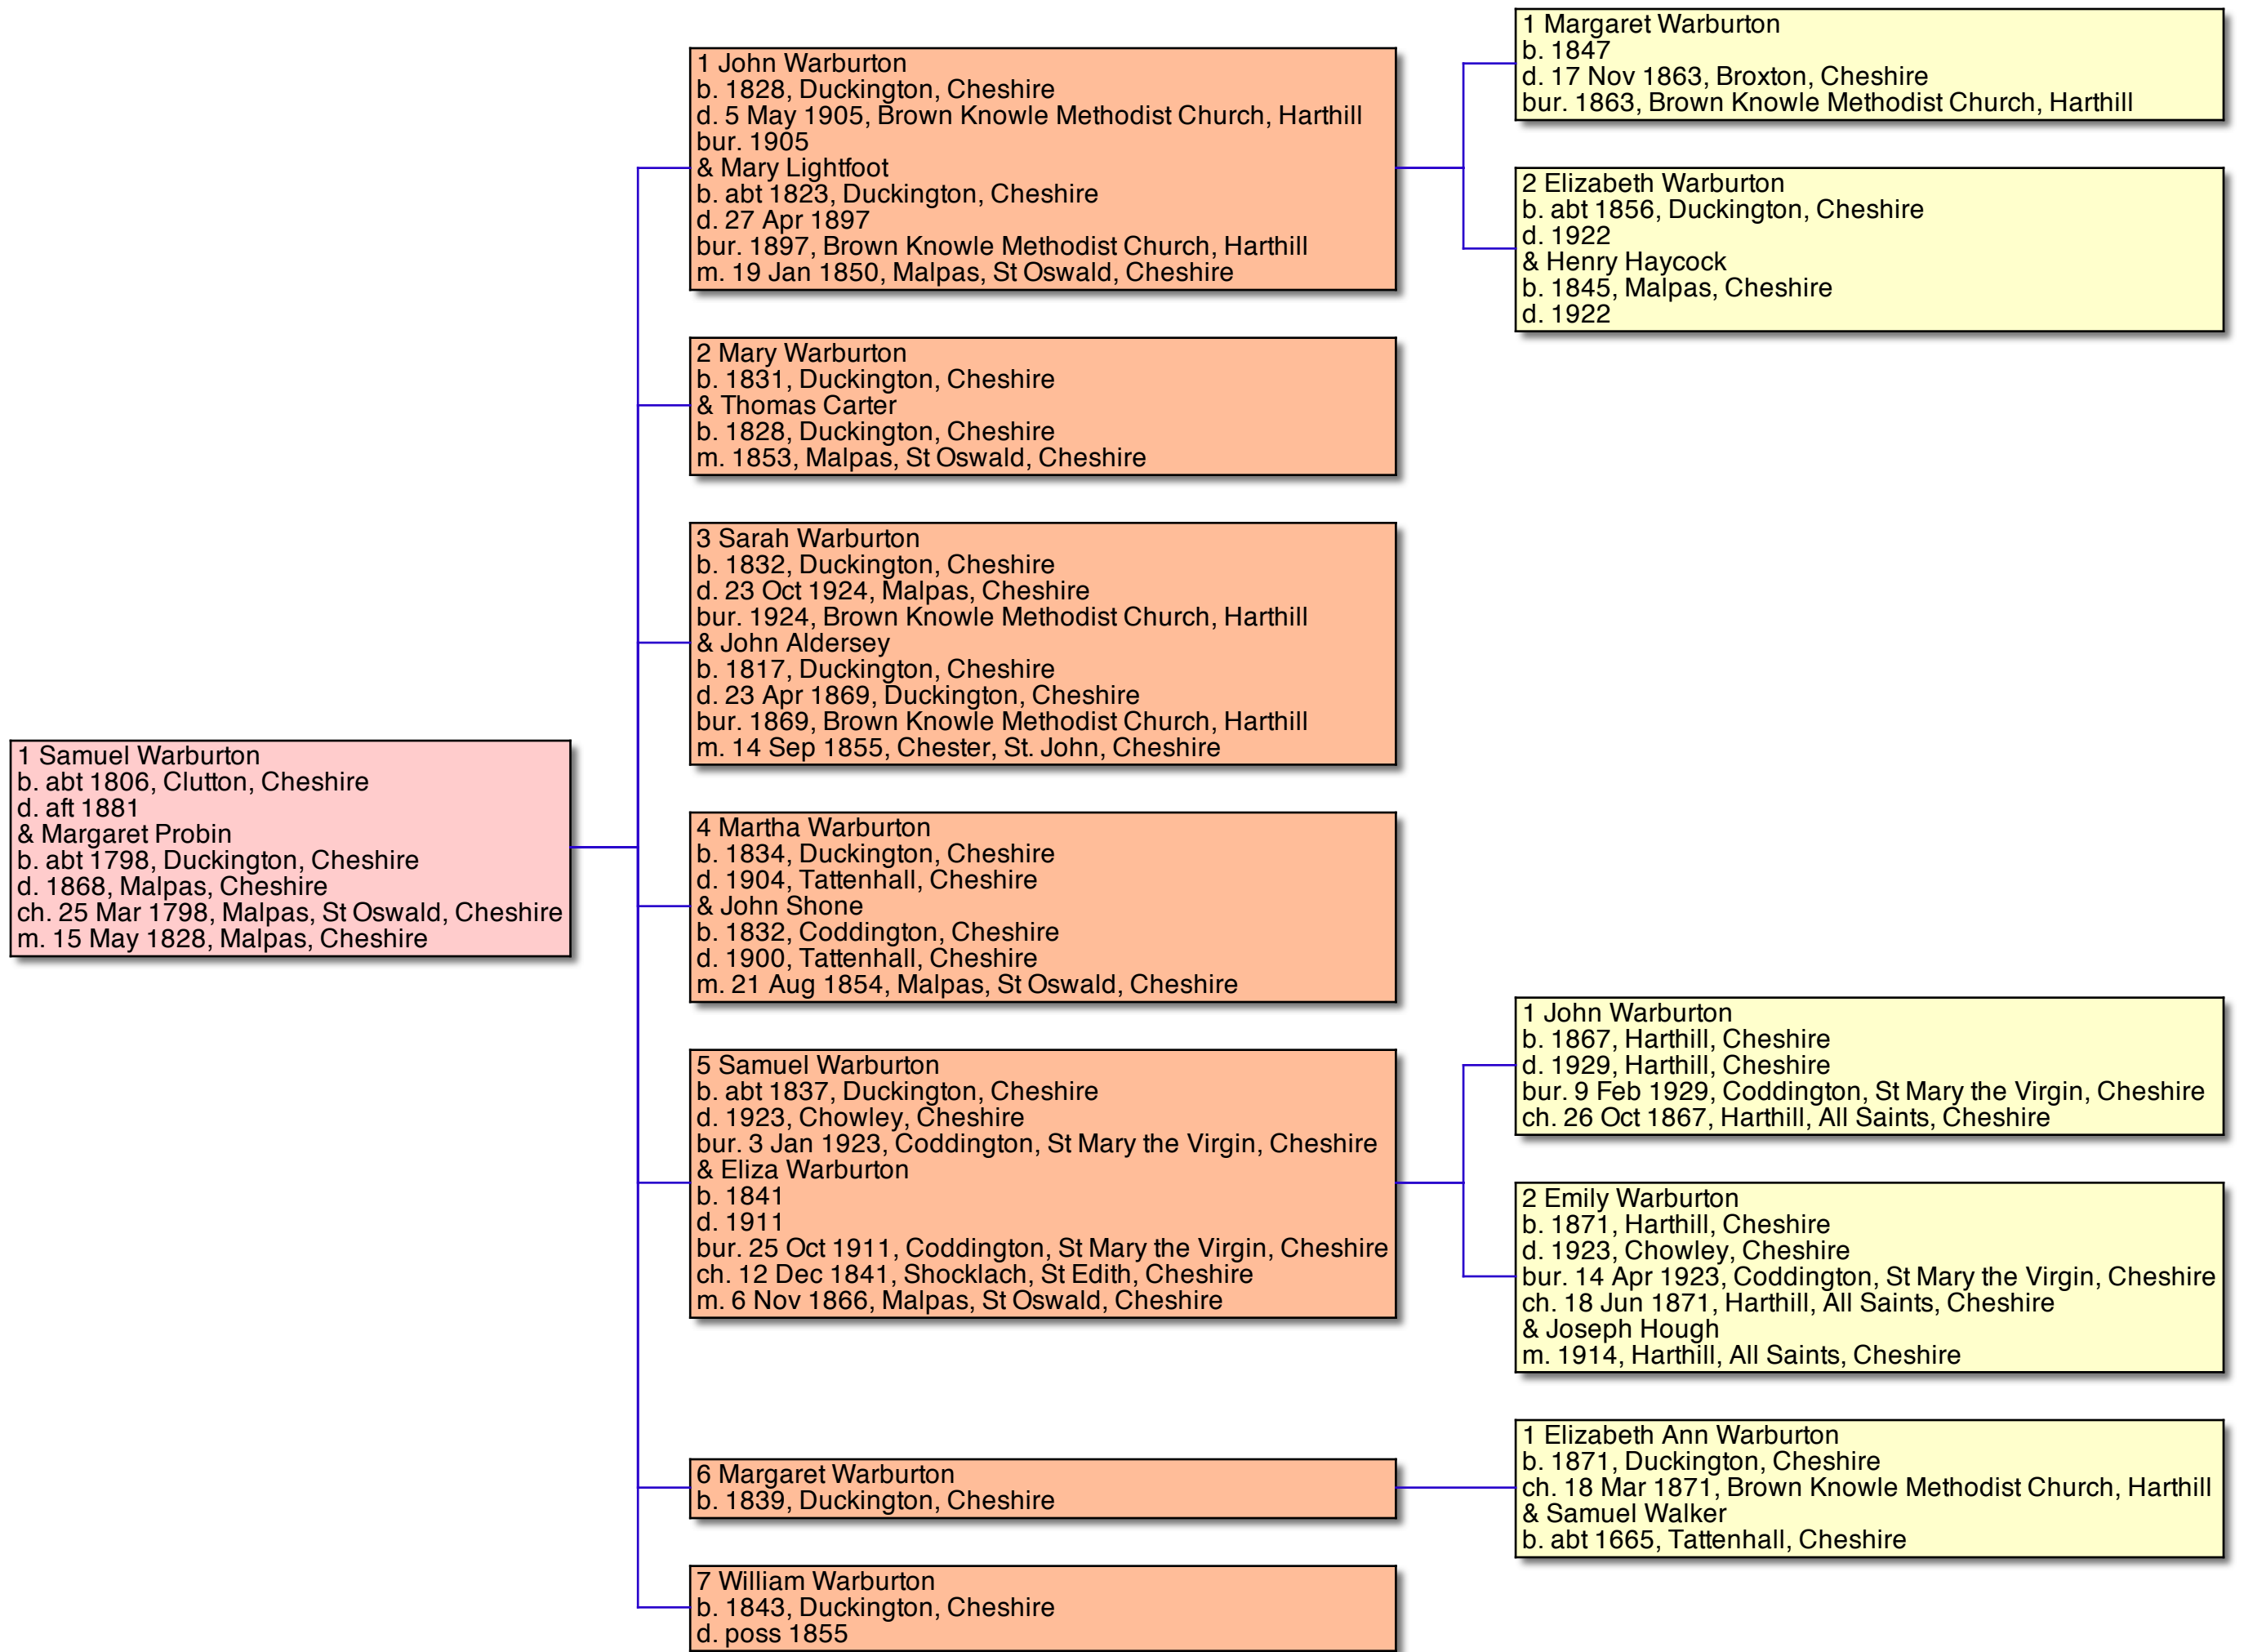 1 Samuel Warburton
b. abt 1806, Clutton, Cheshire
d. aft 1881
& Margaret Probin
b. abt 1798, Duckington, Cheshire
d. 1868, Malpas, Cheshire
ch. 25 Mar 1798, Malpas, St Oswald, Cheshire
m. 15 May 1828, Malpas, Cheshire
1 John Warburton
b. 1828, Duckington, Cheshire
d. 5 May 1905, Brown Knowle Methodist Church, Harthill
bur. 1905
& Mary Lightfoot
b. abt 1823, Duckington, Cheshire
d. 27 Apr 1897
bur. 1897, Brown Knowle Methodist Church, Harthill
m. 19 Jan 1850, Malpas, St Oswald, Cheshire
2 Mary Warburton
b. 1831, Duckington, Cheshire
& Thomas Carter
b. 1828, Duckington, Cheshire
m. 1853, Malpas, St Oswald, Cheshire
3 Sarah Warburton
b. 1832, Duckington, Cheshire
d. 23 Oct 1924, Malpas, Cheshire
bur. 1924, Brown Knowle Methodist Church, Harthill
& John Aldersey
b. 1817, Duckington, Cheshire
d. 23 Apr 1869, Duckington, Cheshire
bur. 1869, Brown Knowle Methodist Church, Harthill
m. 14 Sep 1855, Chester, St. John, Cheshire
4 Martha Warburton
b. 1834, Duckington, Cheshire
d. 1904, Tattenhall, Cheshire
& John Shone
b. 1832, Coddington, Cheshire
d. 1900, Tattenhall, Cheshire
m. 21 Aug 1854, Malpas, St Oswald, Cheshire
5 Samuel Warburton
b. abt 1837, Duckington, Cheshire
d. 1923, Chowley, Cheshire
bur. 3 Jan 1923, Coddington, St Mary the Virgin, Cheshire
& Eliza Warburton
b. 1841
d. 1911
bur. 25 Oct 1911, Coddington, St Mary the Virgin, Cheshire
ch. 12 Dec 1841, Shocklach, St Edith, Cheshire
m. 6 Nov 1866, Malpas, St Oswald, Cheshire
6 Margaret Warburton
b. 1839, Duckington, Cheshire
7 William Warburton
b. 1843, Duckington, Cheshire
d. poss 1855
1 Margaret Warburton
b. 1847
d. 17 Nov 1863, Broxton, Cheshire
bur. 1863, Brown Knowle Methodist Church, Harthill
2 Elizabeth Warburton
b. abt 1856, Duckington, Cheshire
d. 1922
& Henry Haycock
b. 1845, Malpas, Cheshire
d. 1922
1 John Warburton
b. 1867, Harthill, Cheshire
d. 1929, Harthill, Cheshire
bur. 9 Feb 1929, Coddington, St Mary the Virgin, Cheshire
ch. 26 Oct 1867, Harthill, All Saints, Cheshire
2 Emily Warburton
b. 1871, Harthill, Cheshire
d. 1923, Chowley, Cheshire
bur. 14 Apr 1923, Coddington, St Mary the Virgin, Cheshire
ch. 18 Jun 1871, Harthill, All Saints, Cheshire
& Joseph Hough
m. 1914, Harthill, All Saints, Cheshire
1 Elizabeth Ann Warburton
b. 1871, Duckington, Cheshire
ch. 18 Mar 1871, Brown Knowle Methodist Church, Harthill
& Samuel Walker
b. abt 1665, Tattenhall, Cheshire